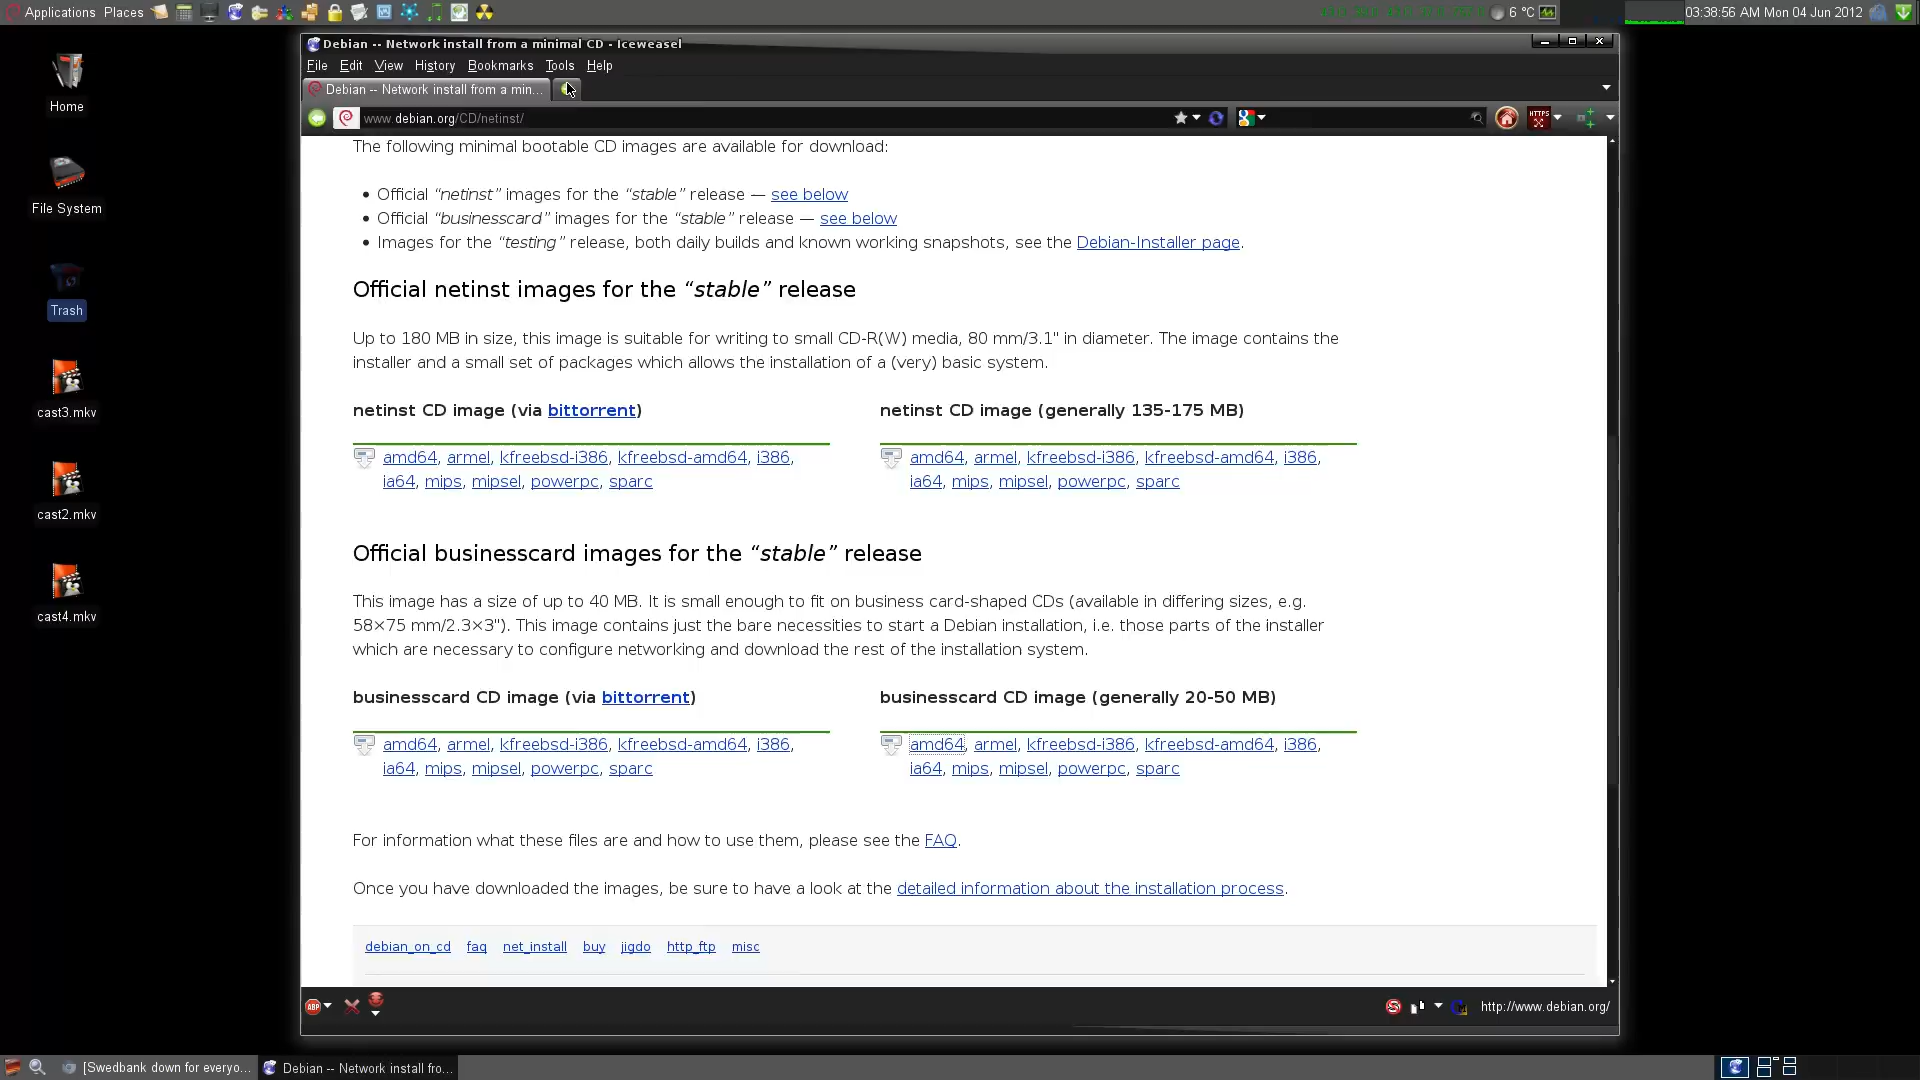 Applications Places
6 °C
03:38:56 AM Mon 04 Jun 2012
Debian -- Network install from a minimal CD - Iceweasel
File Edit View History Bookmarks Tools Help
Debian -- Network install from a min...
www.debian.org/CD/netinst/
HTTPS
The following minimal bootable CD images are available for download:
• Official “netinst” images for the “stable” release — see below
• Official “businesscard” images for the “stable” release — see below
• Images for the “testing” release, both daily builds and known working snapshots, see the Debian-Installer page.
Official netinst images for the “stable” release
Up to 180 MB in size, this image is suitable for writing to small CD-R(W) media, 80 mm/3.1" in diameter. The image contains the
installer and a small set of packages which allows the installation of a (very) basic system.
netinst CD image (via bittorrent)
amd64, armel, kfreebsd-i386, kfreebsd-amd64, i386,
ia64, mips, mipsel, powerpc, sparc
netinst CD image (generally 135-175 MB)
amd64, armel, kfreebsd-i386, kfreebsd-amd64, i386,
ia64, mips, mipsel, powerpc, sparc
Official businesscard images for the “stable” release
This image has a size of up to 40 MB. It is small enough to fit on business card-shaped CDs (available in differing sizes, e.g.
58×75 mm/2.3×3"). This image contains just the bare necessities to start a Debian installation, i.e. those parts of the installer
which are necessary to configure networking and download the rest of the installation system.
businesscard CD image (via bittorrent)
amd64, armel, kfreebsd-i386, kfreebsd-amd64, i386,
ia64, mips, mipsel, powerpc, sparc
businesscard CD image (generally 20-50 MB)
amd64, armel, kfreebsd-i386, kfreebsd-amd64, i386,
ia64, mips, mipsel, powerpc, sparc
For information what these files are and how to use them, please see the FAQ.
Once you have downloaded the images, be sure to have a look at the detailed information about the installation process.
debian_on_cd faq net_install buy jigdo http_ftp misc
ABP
http://www.debian.org/
Home
File System
Trash
cast3.mkv
cast2.mkv
cast4.mkv
[Swedbank down for everyo...
Debian -- Network install fro...